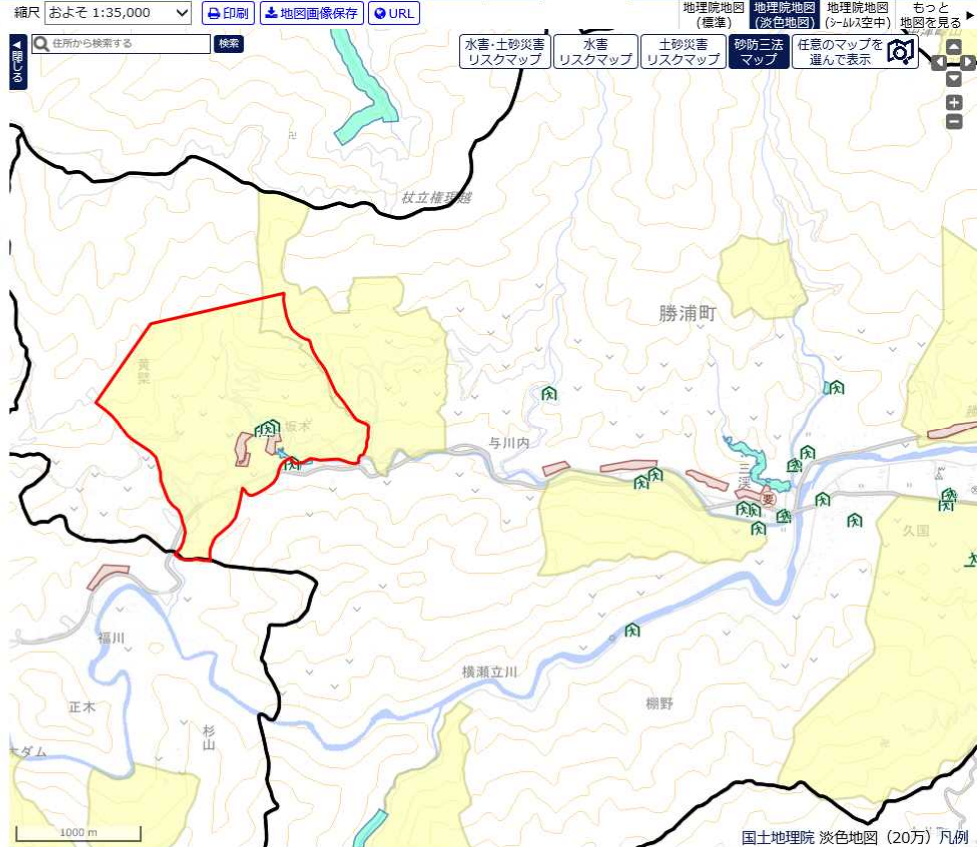 縮尺 およそ 1:35,000 印刷 地図画像保存 URL
地理院地図
(標準)
地理院地図
(淡色地図)
地理院地図
(シームレス空中)
もっと
地図を見る
閉じる
住所から検索する 検索
水害・土砂災害
リスクマップ
水害
リスクマップ
土砂災害
リスクマップ
砂防三法
マップ
任意のマップを
選んで表示
卍
杖立権現越
勝浦町
黄檗
坂本
与川内
三渓
要
久国
福川
横瀬立川
棚野
正木
杉山
ダム
1000 m
国土地理院 淡色地図(20万) 凡例